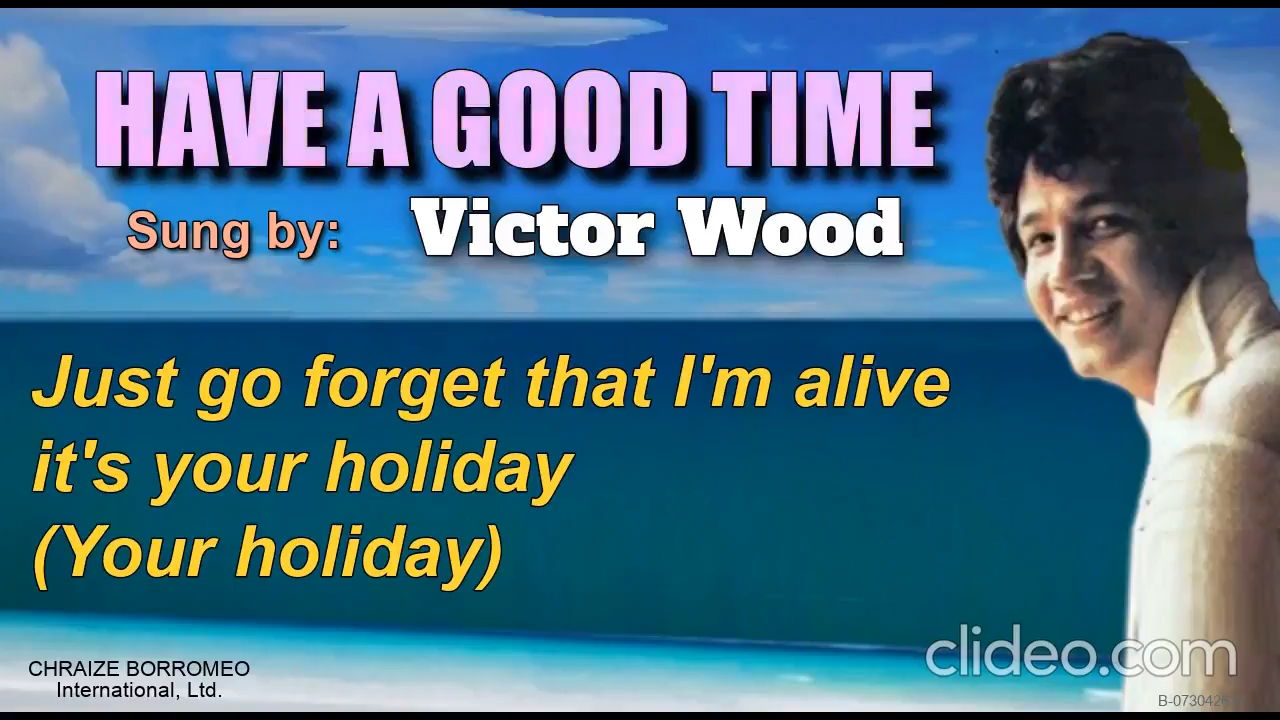 HAVE A GOOD TIME
Sung by: Victor Wood
Just go forget that I'm alive
it's your holiday
(Your holiday)
clideo.com
CHRAIZE BORROMEO
International, Ltd.